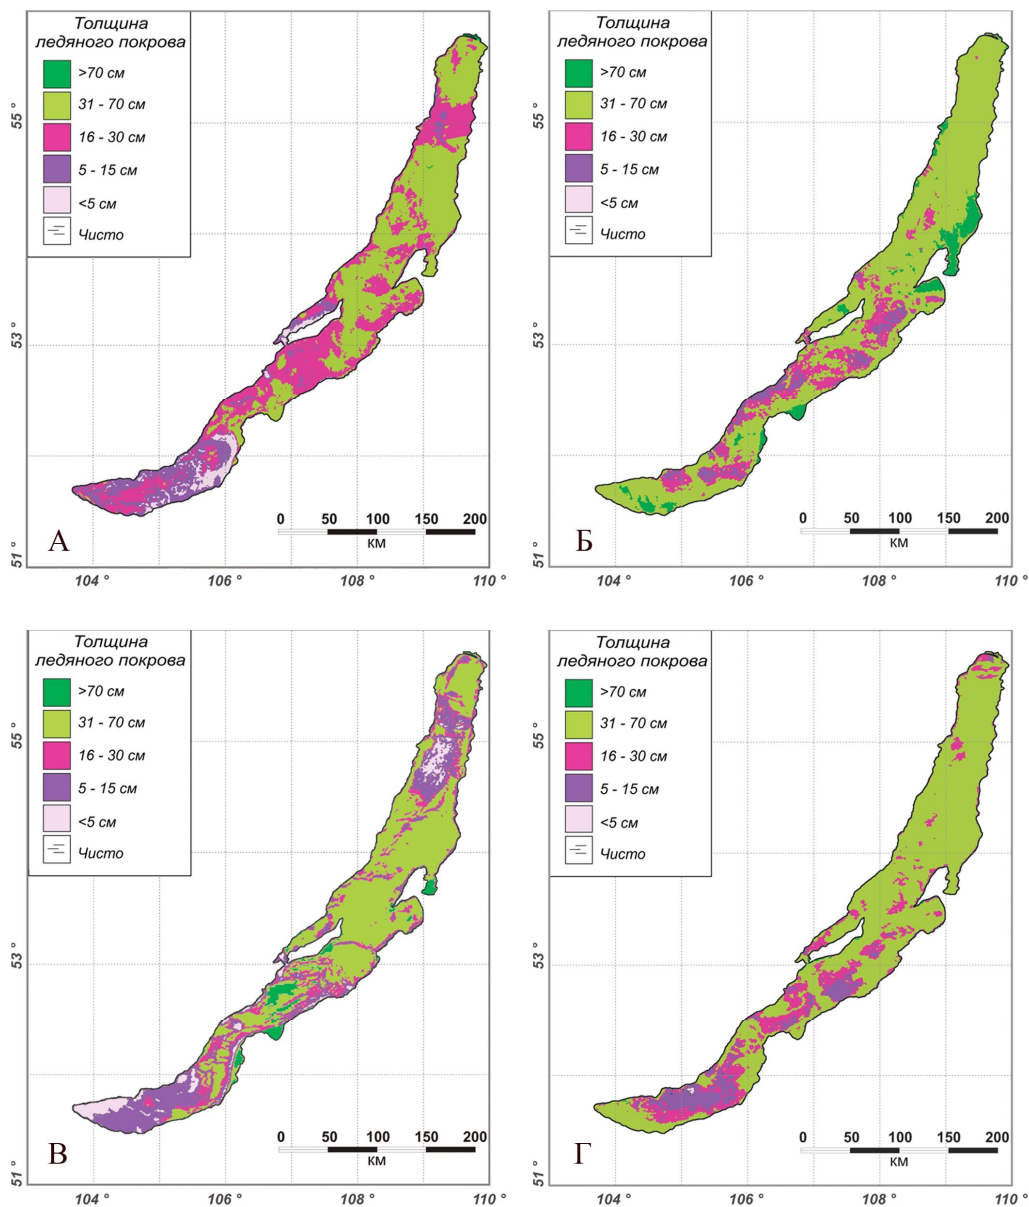 Толщина
ледяного покрова
>70 см
31 - 70 см
16 - 30 см
5 - 15 см
<5 см
Чисто
55 °
53 °
51 °
0 50 100 150 200
км
А
104 ° 106 ° 108 ° 110 °
Толщина
ледяного покрова
>70 см
31 - 70 см
16 - 30 см
5 - 15 см
<5 см
Чисто
55 °
53 °
51 °
0 50 100 150 200
км
Б
104 ° 106 ° 108 ° 110 °
Толщина
ледяного покрова
>70 см
31 - 70 см
16 - 30 см
5 - 15 см
<5 см
Чисто
55 °
53 °
51 °
0 50 100 150 200
км
В
104 ° 106 ° 108 ° 110 °
Толщина
ледяного покрова
>70 см
31 - 70 см
16 - 30 см
5 - 15 см
<5 см
Чисто
55 °
53 °
51 °
0 50 100 150 200
км
Г
104 ° 106 ° 108 ° 110 °